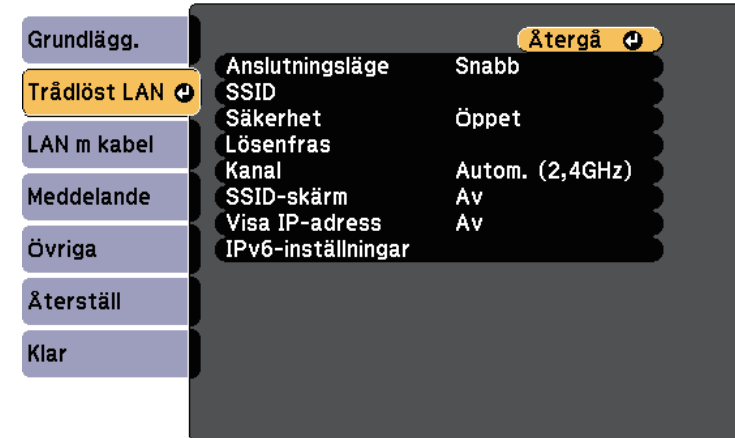 Grundlägg.
Trådlöst LAN
LAN m kabel
Meddelande
Övriga
Återställ
Klar
Återgå
Anslutningsläge Snabb
SSID
Säkerhet Öppet
Lösenfras
Kanal Autom. (2,4GHz)
SSID-skärm Av
Visa IP-adress Av
IPv6-inställningar